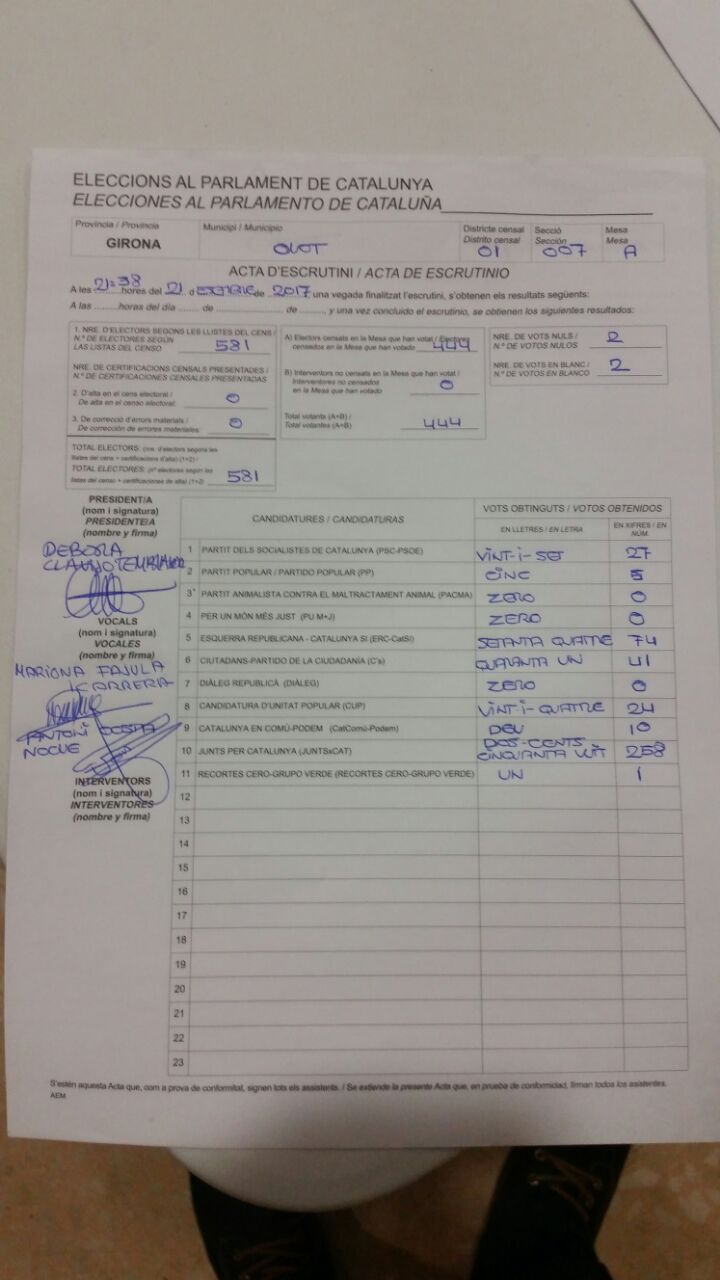 ELECCIONS AL PARLAMENT DE CATALUNYA
ELECCIONES AL PARLAMENTO DE CATALUÑA
Província / Provincia
GIRONA
Municipi / Municipio
OLOT
Districte censal
Distrito censal
01
Secció
Sección
007
Mesa
Mesa
A
ACTA D'ESCRUTINI / ACTA DE ESCRUTINIO
A les 21:38 hores del 21 d de 2017 una vegada finalitzat l'escrutini, s'obtenen els resultats següents:
A las .........horas del día ....... de ................... de ........, y una vez concluido el escrutinio, se obtienen los siguientes resultados:
1. NRE. D'ELECTORS SEGONS LES LLISTES DEL CENS /
N.º DE ELECTORES SEGÚN
LAS LISTAS DEL CENSO
581
NRE. DE CERTIFICACIONS CENSALS PRESENTADES /
N.º DE CERTIFICACIONES CENSALES PRESENTADAS
2. D'alta en el cens electoral /
De alta en el censo electoral:
0
3. De correcció d'errors materials /
De corrección de errores materiales:
0
TOTAL ELECTORS: (nre. d'electors segons les
llistes del cens + certificacions d'alta) (1+2) /
TOTAL ELECTORES: (nº electores según las
listas del censo + certificaciones de alta) (1+2)
581
A) Electors censats en la Mesa que han votat / Electores
censados en la Mesa que han votado
444
B) Interventors no censats en la Mesa que han votat /
Interventores no censados
en la Mesa que han votado
0
Total votants (A+B) /
Total votantes (A+B)
444
NRE. DE VOTS NULS /
N.º DE VOTOS NULOS
2
NRE. DE VOTS EN BLANC /
N.º DE VOTOS EN BLANCO
2
PRESIDENT/A
(nom i signatura)
PRESIDENTE/A
(nombre y firma)
DEBORA
VOCALS
(nom i signatura)
VOCALES
(nombre y firma)
MARIONA FAJULA
CARRERA
ANTONI COSTA
NOGUE
INTERVENTORS
(nom i signatura)
INTERVENTORES
(nombre y firma)
CANDIDATURES / CANDIDATURAS
VOTS OBTINGUTS / VOTOS OBTENIDOS
EN LLETRES / EN LETRA
EN XIFRES / EN NÚM.
1 PARTIT DELS SOCIALISTES DE CATALUNYA (PSC-PSOE) VINT-I-SET 27
2 PARTIT POPULAR / PARTIDO POPULAR (PP) CINC 5
3 PARTIT ANIMALISTA CONTRA EL MALTRACTAMENT ANIMAL (PACMA) ZERO 0
4 PER UN MÓN MÉS JUST (PU M+J) ZERO 0
5 ESQUERRA REPUBLICANA - CATALUNYA SÍ (ERC-CatSí) SETANTA QUATRE 74
6 CIUTADANS-PARTIDO DE LA CIUDADANÍA (C's) QUARANTA UN 41
7 DIÀLEG REPUBLICÀ (DIÀLEG) ZERO 0
8 CANDIDATURA D'UNITAT POPULAR (CUP) VINT-I-QUATRE 24
9 CATALUNYA EN COMÚ-PODEM (CatComú-Podem) DEU 10
10 JUNTS PER CATALUNYA (JUNTSxCAT) DOS-CENTS CINQUANTA VUIT 258
11 RECORTES CERO-GRUPO VERDE (RECORTES CERO-GRUPO VERDE) UN 1
12
13
14
15
16
17
18
19
20
21
22
23
S'estén aquesta Acta que, com a prova de conformitat, signen tots els assistents. / Se extiende la presente Acta que, en prueba de conformidad, firman todos los asistentes.
AEM